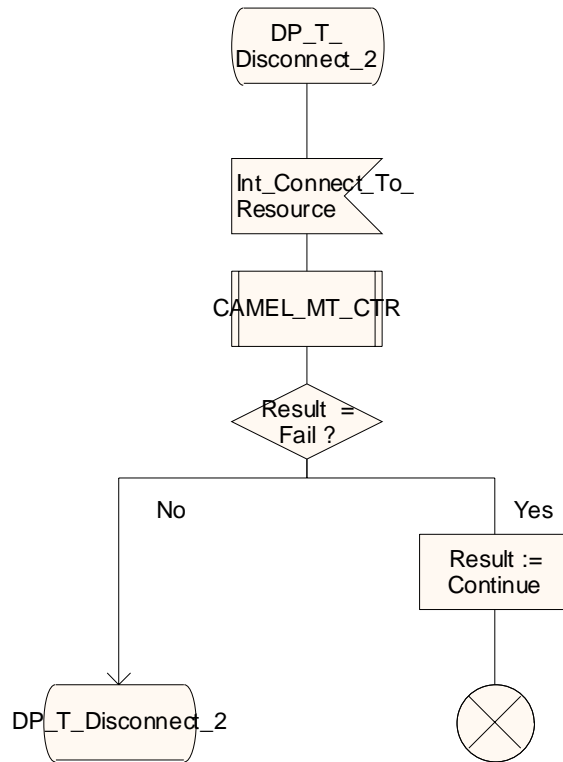 DP_T_
Disconnect_2
Int_Connect_To_
Resource
CAMEL_MT_CTR
Result =
Fail ?
No
Yes
Result :=
Continue
DP_T_Disconnect_2